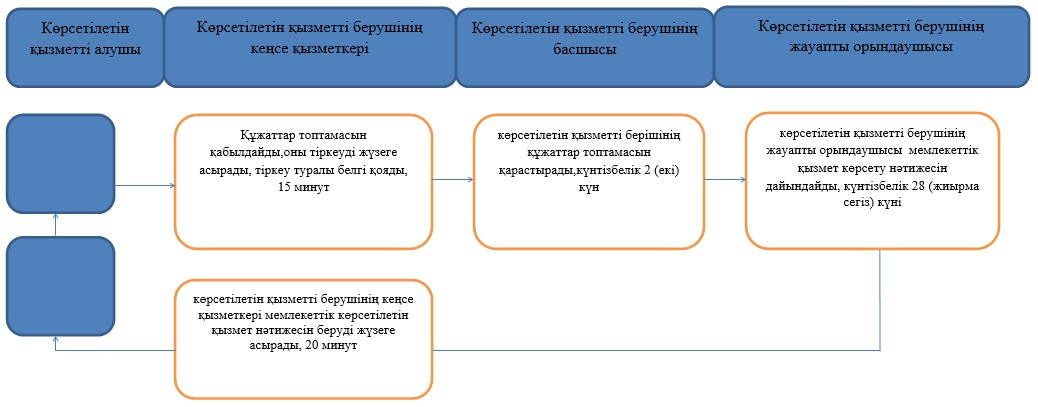 Көрсетілетін
қызметті алушы
Көрсетілетін қызметті берушінің
кеңсе қызметкері
Көрсетілетін қызметті берушінің
басшысы
Көрсетілетін қызметті берушінің
жауапты орындаушысы
Құжаттар топтамасын
қабылдайды,оны тіркеуді жүзеге
асырады, тіркеу туралы белгі қояды,
15 минут
көрсетілетін қызметті берішінің
құжаттар топтамасын
қарастырады,күнтізбелік 2 (екі)
күн
көрсетілетін қызметті берушінің
жауапты орындаушысы мемлекеттік
қызмет көрсету нәтижесін
дайындайды, күнтізбелік 28 (жиырма
сегіз) күні
көрсетілетін қызметті берушінің кеңсе
қызметкері мемлекеттік көрсетілетін
қызмет нәтижесін беруді жүзеге
асырады, 20 минут